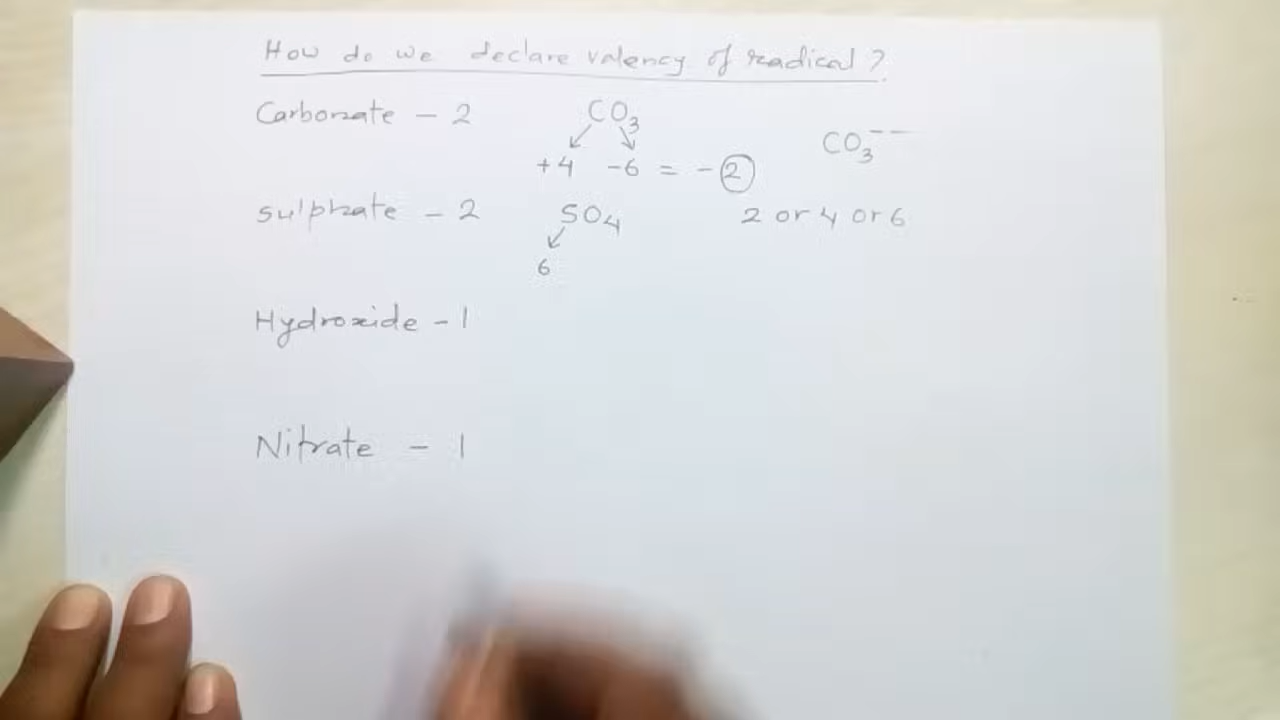 How do we declare valency of radical?
Carbonate - 2 CO3 CO3--
+4 -6 = -2
Sulphate - 2 SO4 2 or 4 or 6
6
Hydroxide - 1
Nitrate - 1